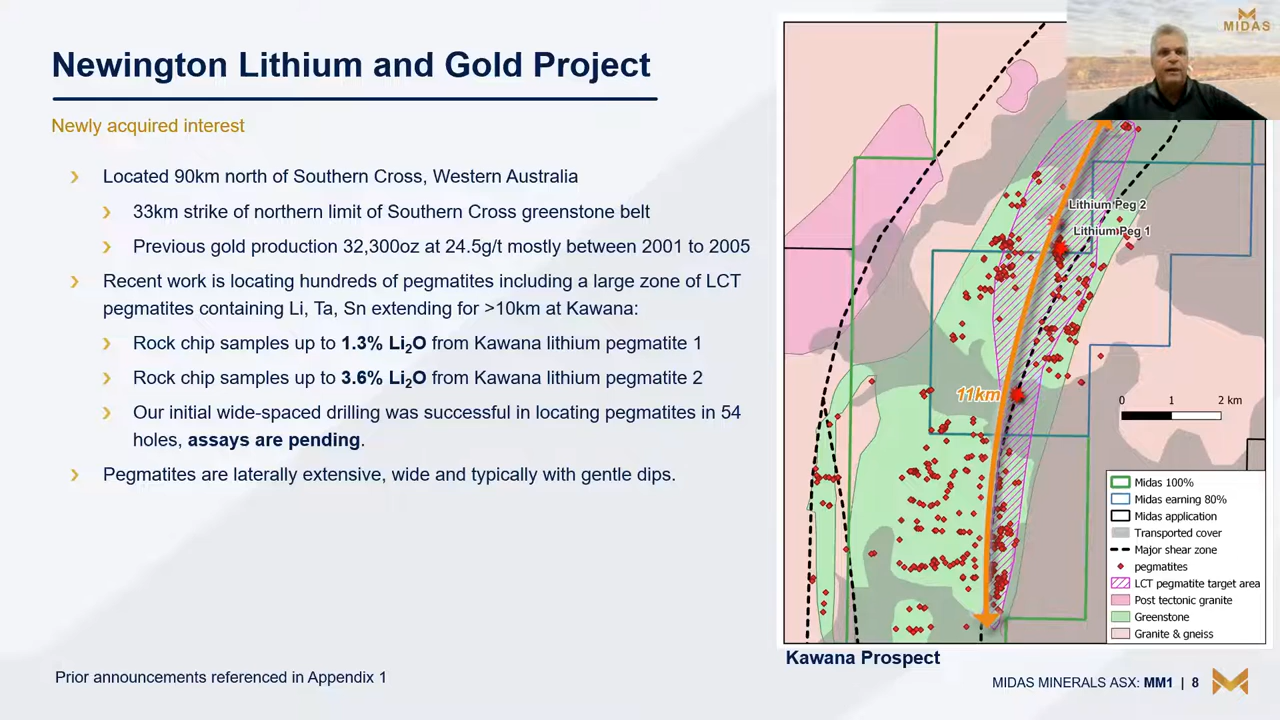 Newington Lithium and Gold Project
Newly acquired interest
› Located 90km north of Southern Cross, Western Australia
› 33km strike of northern limit of Southern Cross greenstone belt
› Previous gold production 32,300oz at 24.5g/t mostly between 2001 to 2005
› Recent work is locating hundreds of pegmatites including a large zone of LCT
pegmatites containing Li, Ta, Sn extending for >10km at Kawana:
› Rock chip samples up to 1.3% Li₂O from Kawana lithium pegmatite 1
› Rock chip samples up to 3.6% Li₂O from Kawana lithium pegmatite 2
› Our initial wide-spaced drilling was successful in locating pegmatites in 54
holes, assays are pending.
› Pegmatites are laterally extensive, wide and typically with gentle dips.
Prior announcements referenced in Appendix 1
MIDAS
Lithium Peg 2
Lithium Peg 1
11km
0 1 2 km
Midas 100%
Midas earning 80%
Midas application
Transported cover
Major shear zone
pegmatites
LCT pegmatite target area
Post tectonic granite
Greenstone
Granite & gneiss
Kawana Prospect
MIDAS MINERALS ASX: MM1 | 8